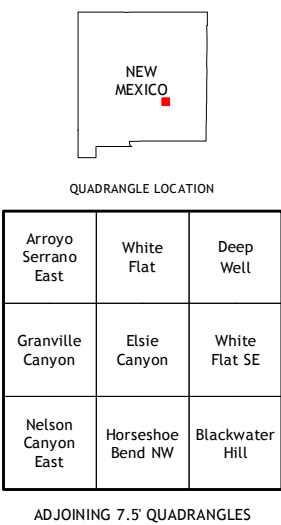 NEW
MEXICO
QUADRANGLE LOCATION
Arroyo
Serrano
East
White
Flat
Deep
Well
Granville
Canyon
Elsie
Canyon
White
Flat SE
Nelson
Canyon
East
Horseshoe
Bend NW
Blackwater
Hill
ADJOINING 7.5' QUADRANGLES